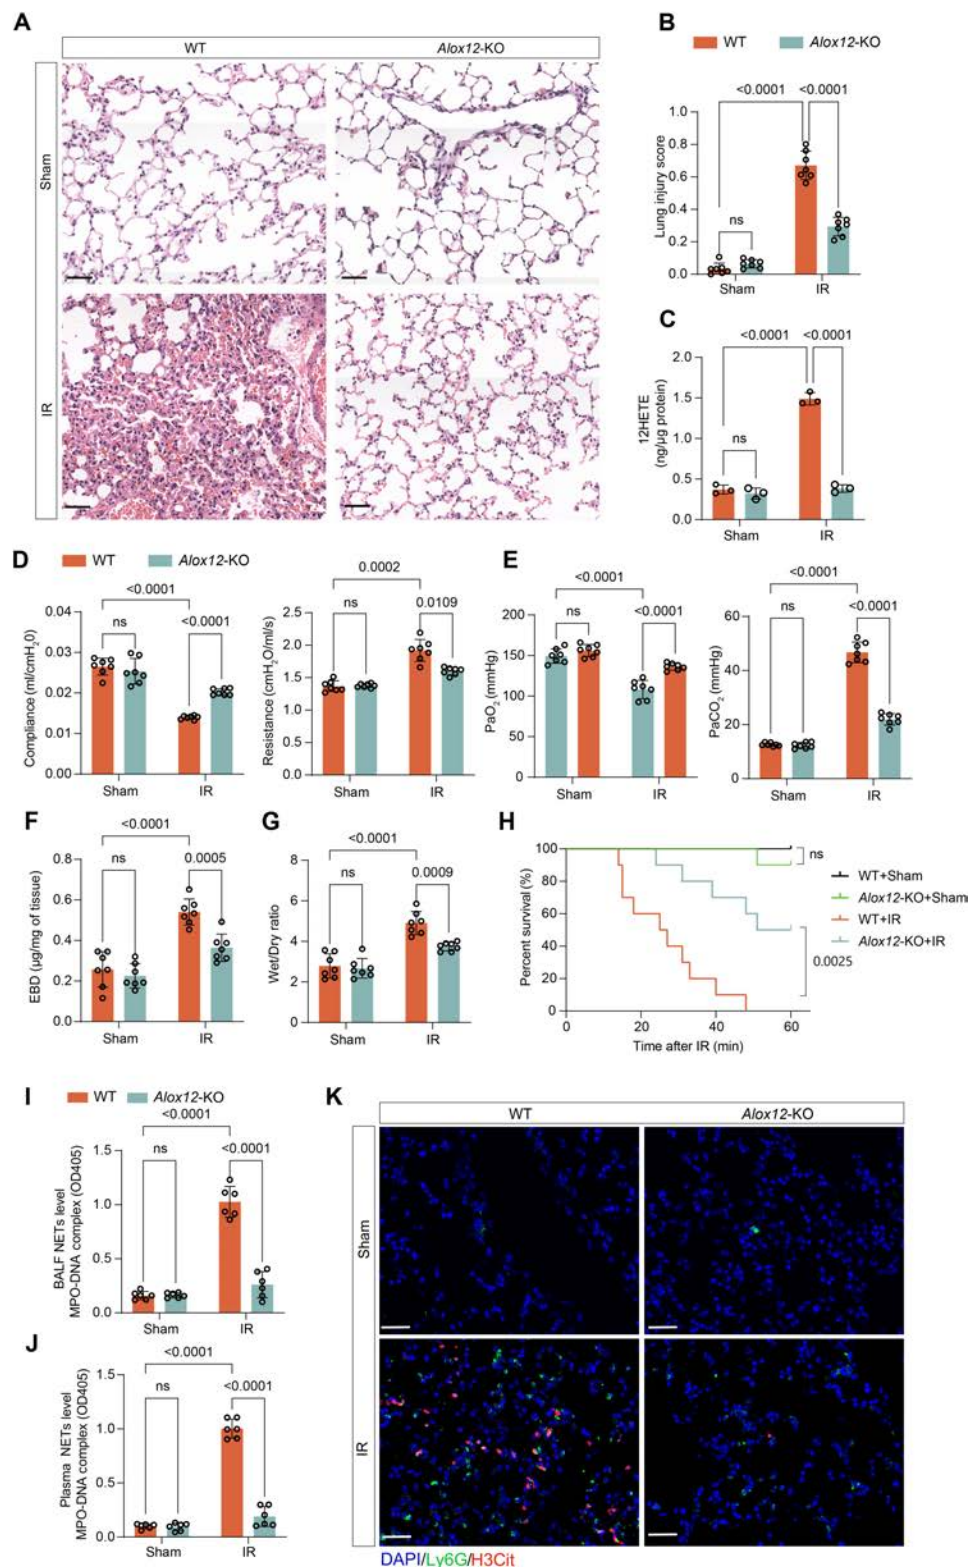 A
WT
Alox12-KO
Sham
IR
B
WT
Alox12-KO
<0.0001
<0.0001
ns
Lung injury score
1.0
0.8
0.6
0.4
0.2
0.0
Sham
IR
C
<0.0001
<0.0001
ns
12HETE
(ng/μg protein)
2.0
1.5
1.0
0.5
0.0
Sham
IR
D
WT
Alox12-KO
<0.0001
ns
<0.0001
Compliance (ml/cmH₂0)
0.04
0.03
0.02
0.01
0.00
Sham
IR
0.0002
ns
0.0109
Resistance (cmH₂O/ml/s)
2.5
2.0
1.5
1.0
0.5
0.0
Sham
IR
E
<0.0001
ns
<0.0001
PaO₂
(mmHg)
200
150
100
50
0
Sham
IR
<0.0001
ns
<0.0001
PaCO₂
(mmHg)
60
40
20
0
Sham
IR
F
<0.0001
ns
0.0005
EBD (μg/mg of tissue)
0.8
0.6
0.4
0.2
0.0
Sham
IR
G
<0.0001
ns
0.0009
Wet/Dry ratio
8
6
4
2
0
Sham
IR
H
Percent survival (%)
100
80
60
40
20
0
0
20
40
60
Time after IR (min)
ns
0.0025
WT+Sham
Alox12-KO+Sham
WT+IR
Alox12-KO+IR
I
WT
Alox12-KO
<0.0001
ns
<0.0001
BALF NETs level
MPO-DNA complex (OD405)
1.5
1.0
0.5
0.0
Sham
IR
J
<0.0001
ns
<0.0001
Plasma NETs level
MPO-DNA complex (OD405)
1.5
1.0
0.5
0.0
Sham
IR
K
WT
Alox12-KO
Sham
IR
DAPI/Ly6G/H3Cit